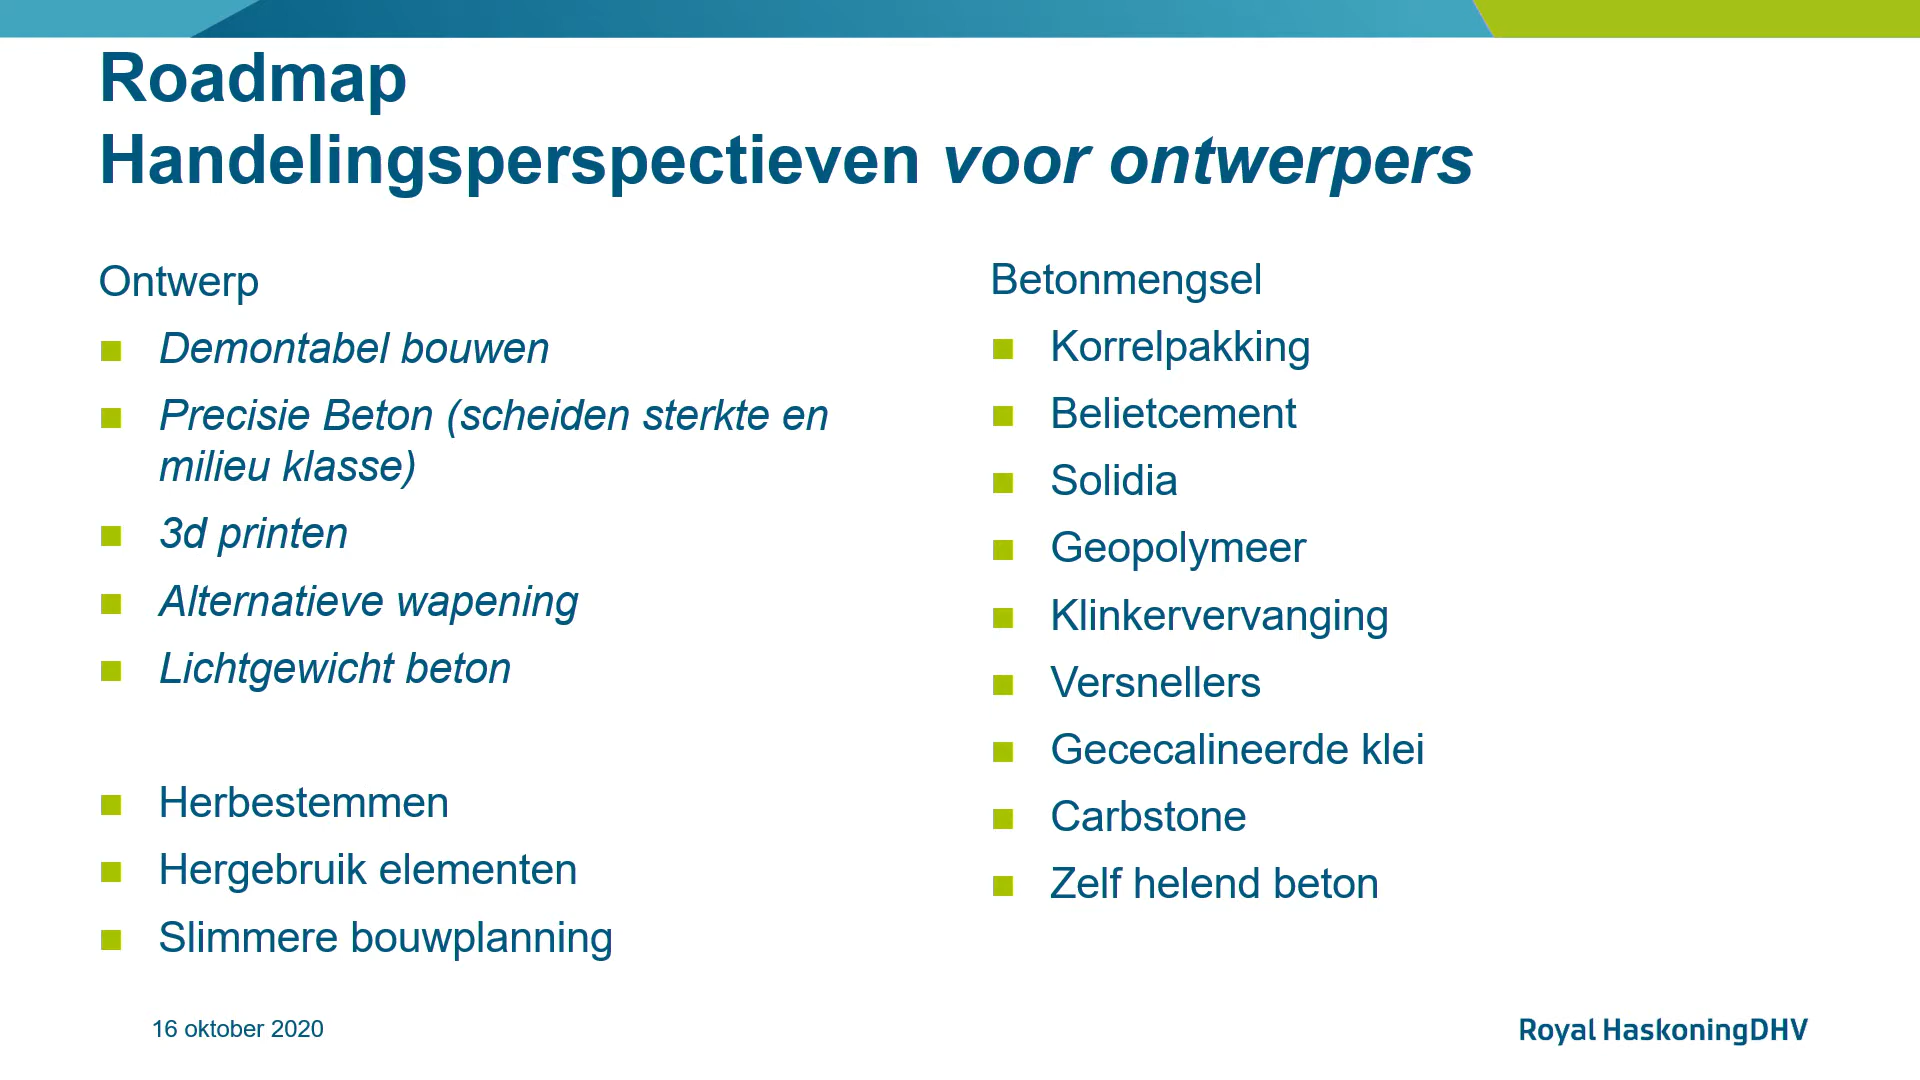 Roadmap
Handelingsperspectieven voor ontwerpers
Ontwerp
Demontabel bouwen
Precisie Beton (scheiden sterkte en
milieu klasse)
3d printen
Alternatieve wapening
Lichtgewicht beton
Herbestemmen
Hergebruik elementen
Slimmere bouwplanning
Betonmengsel
Korrelpakking
Belietcement
Solidia
Geopolymeer
Klinkervervanging
Versnellers
Gececalineerde klei
Carbstone
Zelf helend beton
16 oktober 2020
Royal HaskoningDHV